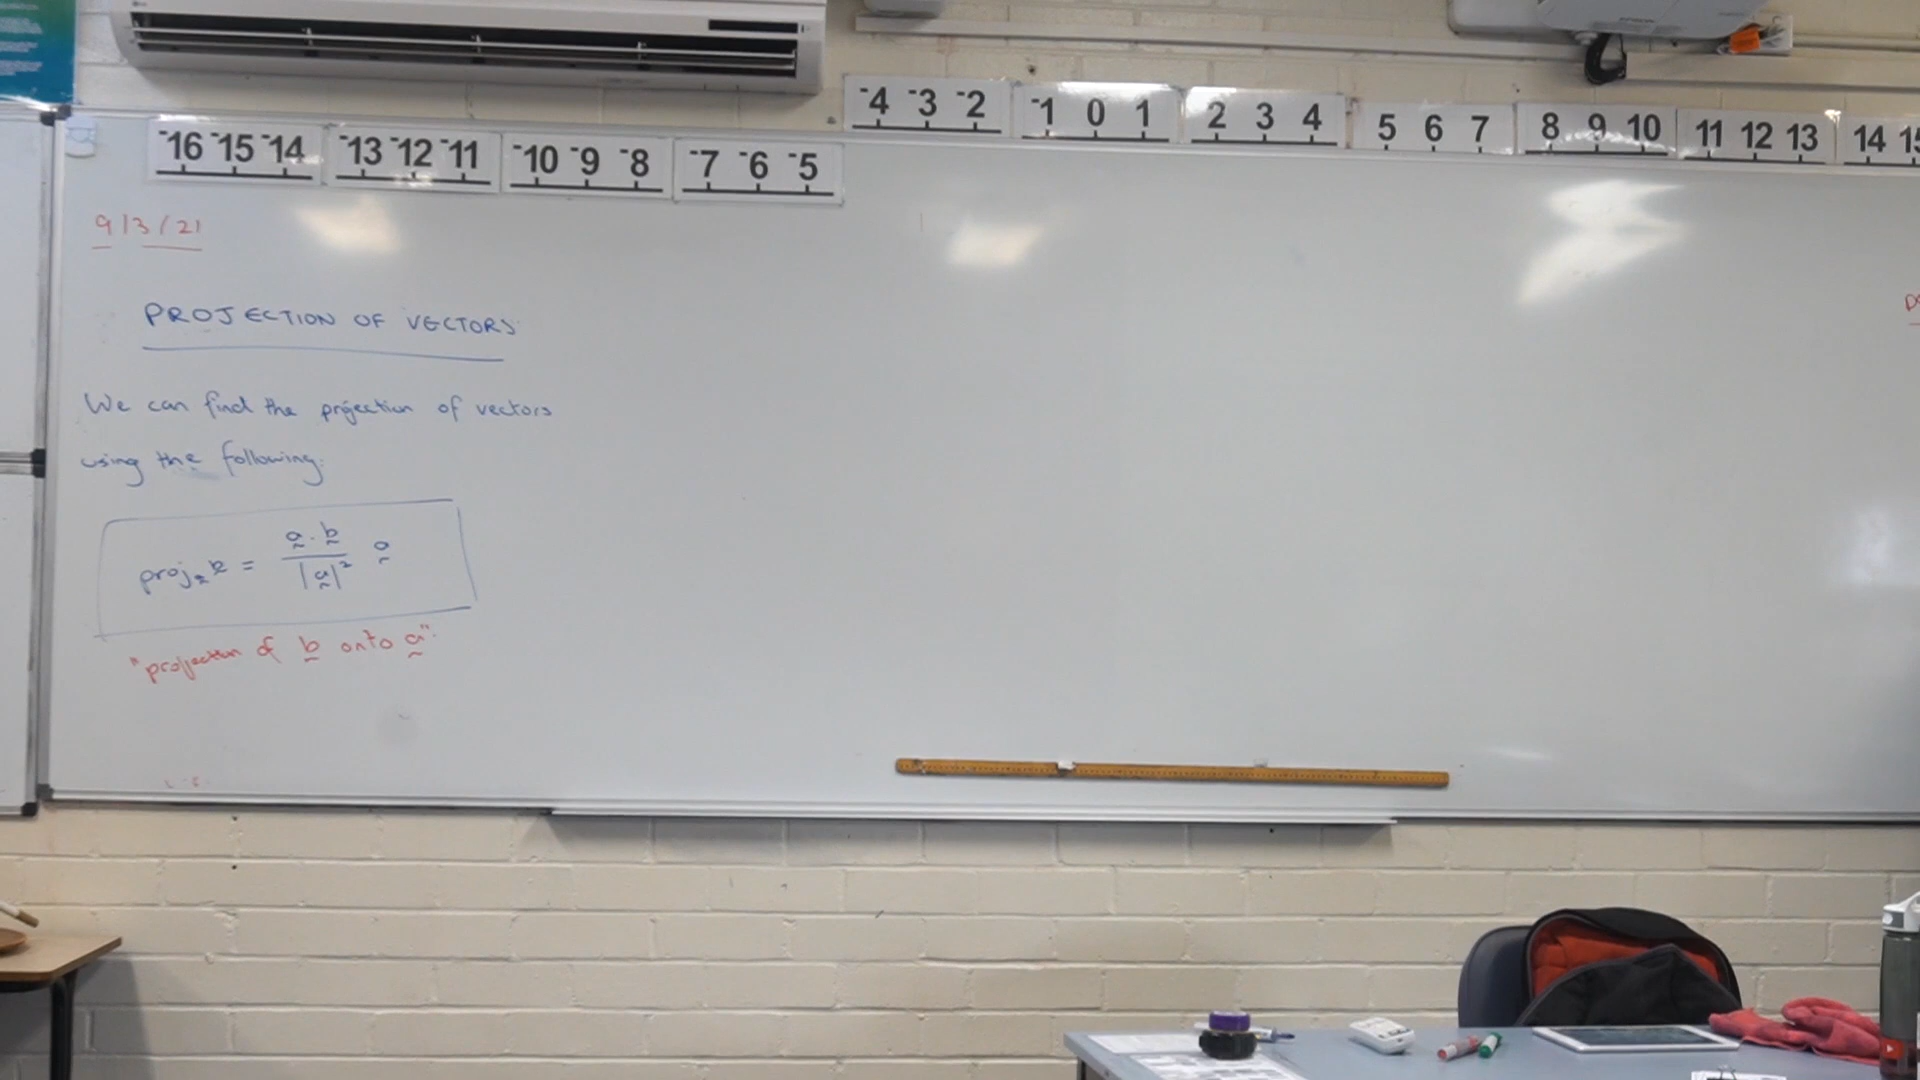 -4 -3 -2 -1 0 1 2 3 4 5 6 7 8 9 10 11 12 13 14
-16 -15 -14 -13 -12 -11 -10 -9 -8 -7 -6 -5
9/3/21
PROJECTION OF VECTORS
We can find the projection of vectors
using the following:
proj_a b = (a · b / |a|²) a
"projection of b onto a".